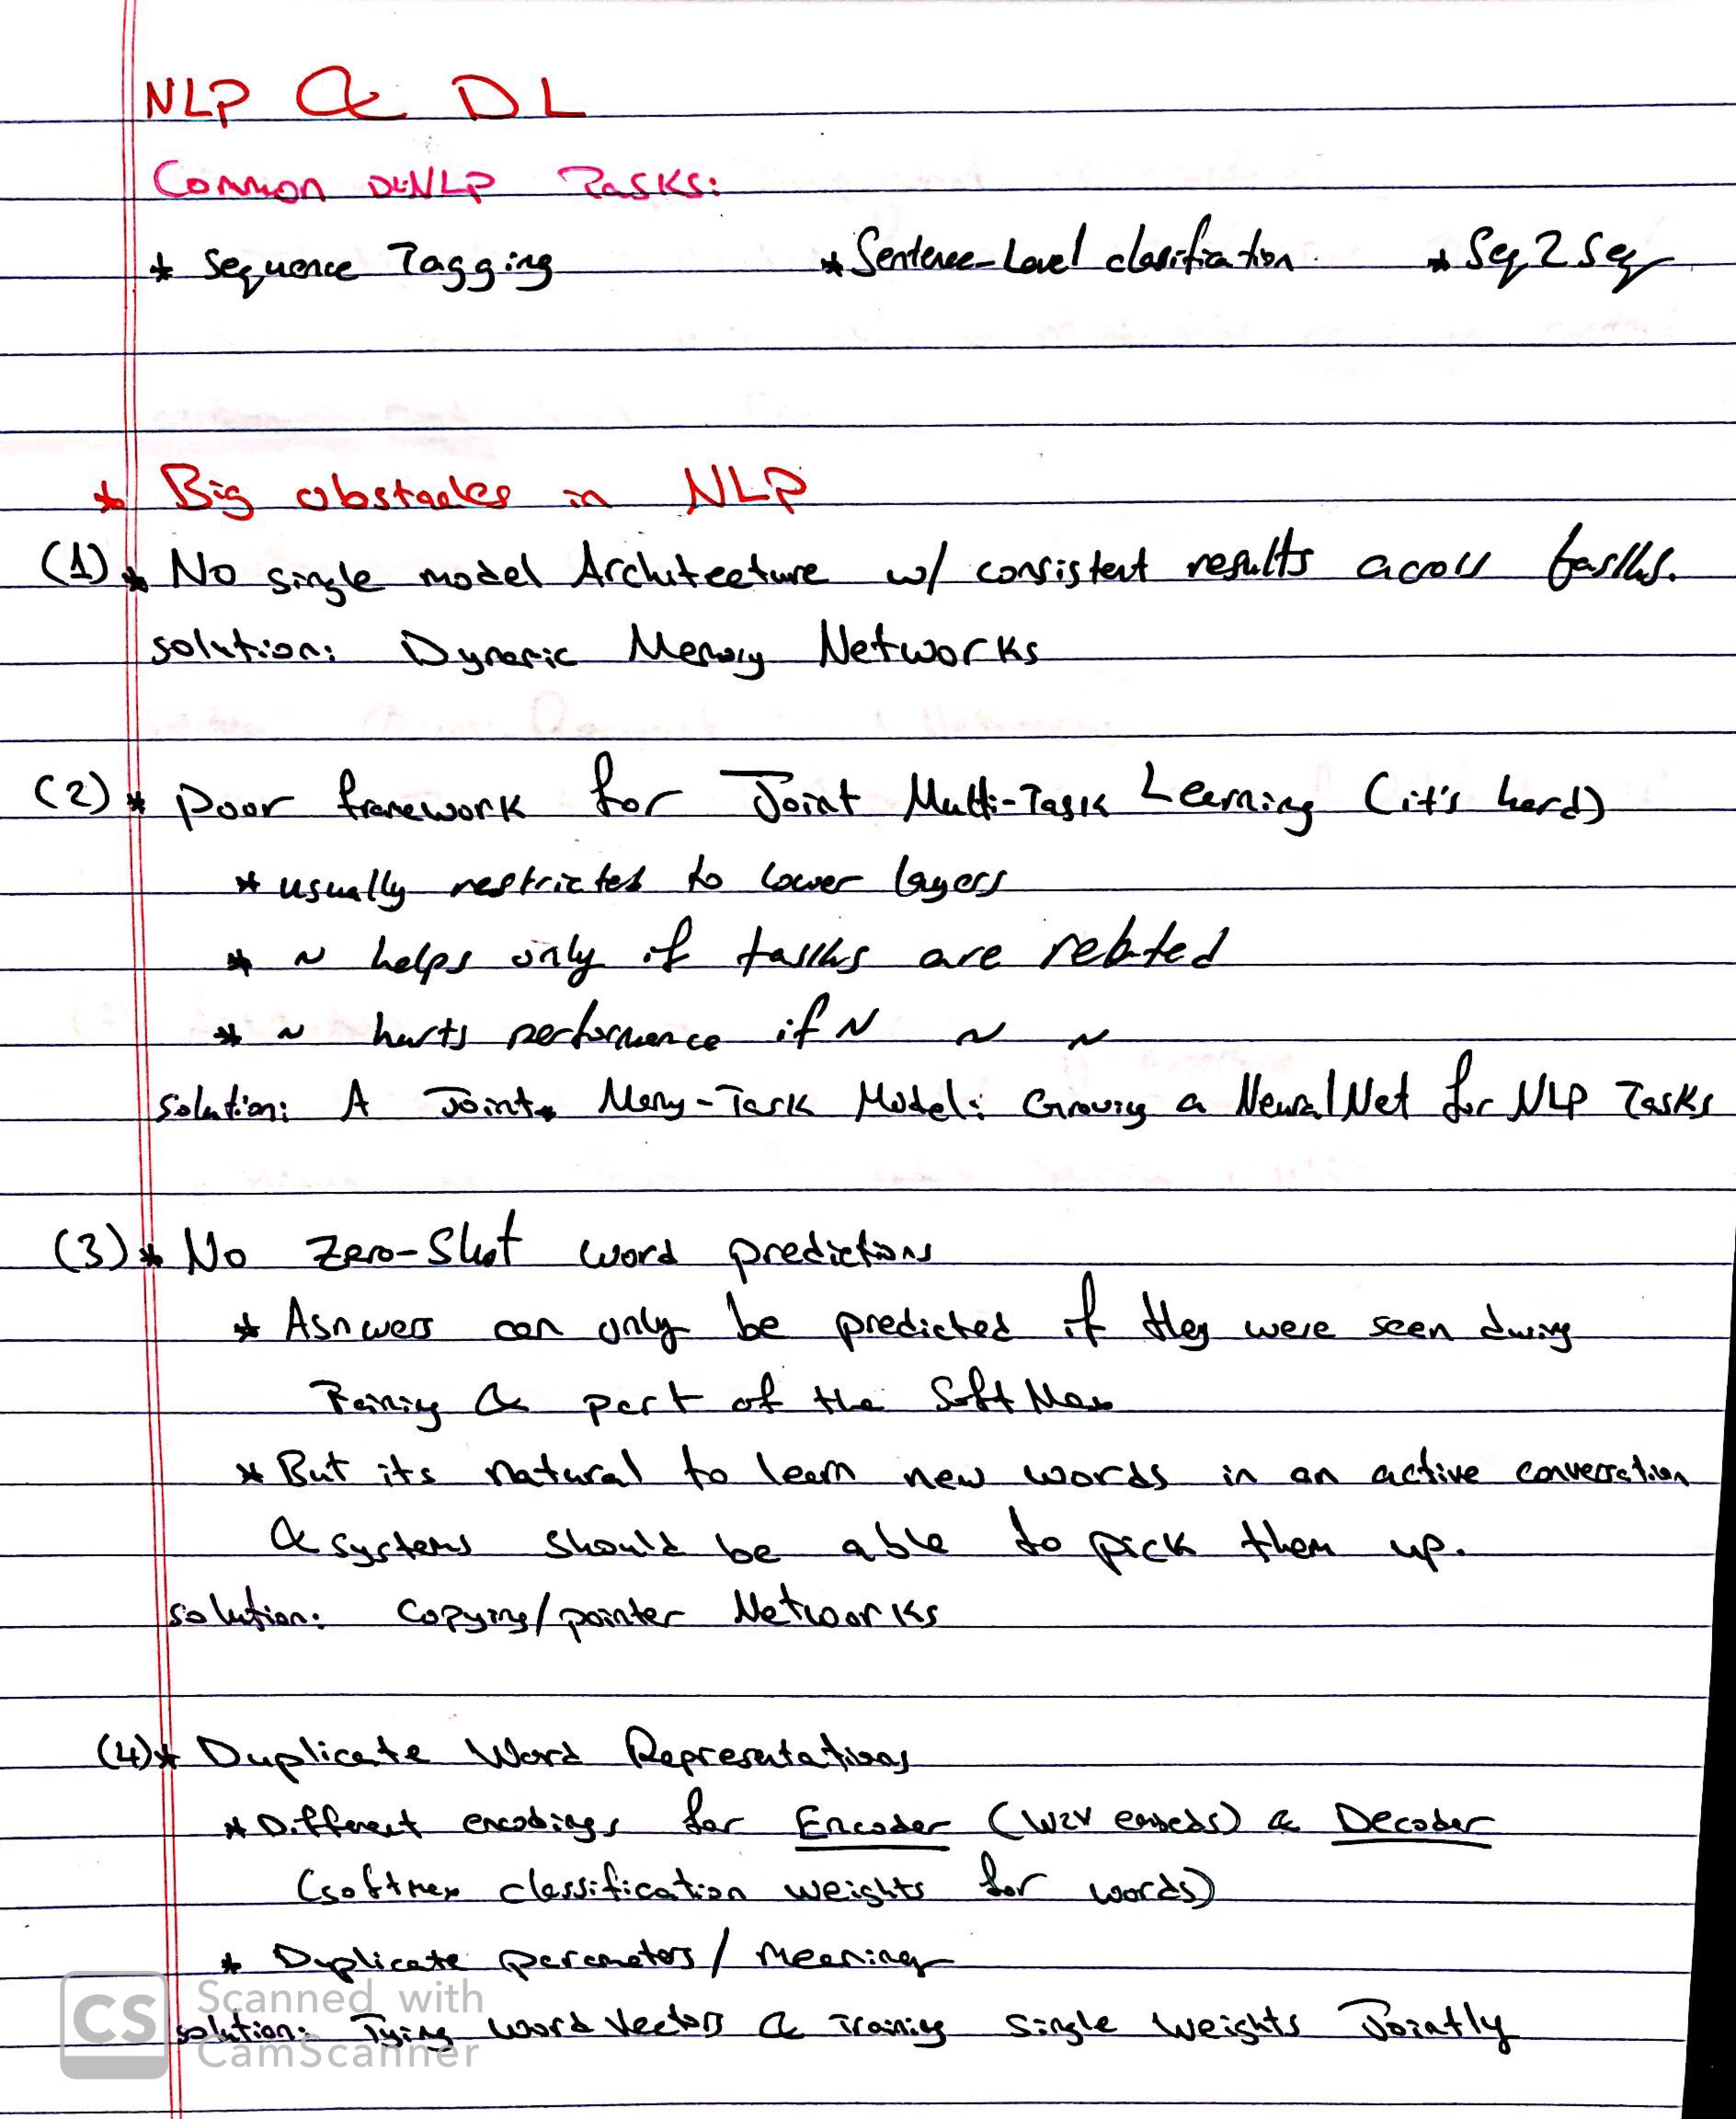 NLP & DL
Common DLNLP Tasks:
* Sequence Tagging * Sentence-Level classification * Seq2Seq
* Big obstacles in NLP
(1) * No single model Architecture w/ consistent results across tasks.
solution: Dynamic Memory Networks
(2) * Poor framework for Joint Multi-Task Learning (it's hard)
* usually restricted to lower layers
* ~ helps only if tasks are related
* ~ hurts performance if ~ ~ ~
solution: A Joint Many-Task Model: Growing a Neural Net for NLP Tasks
(3) * No Zero-Shot word predictions
* Asnwers can only be predicted if they were seen during
Training & part of the SoftMax
* But its natural to learn new words in an active conversation
& systems should be able to pick them up.
solution: Copying/pointer Networks
(4) * Duplicate Word Representations
* Different encodings for Encoder (W2V embeds) & Decoder
(softmax classification weights for words)
* Duplicate parameters / Meaning
solution: Tying word Vectors & Training Single Weights Jointly
CS Scanned with
CamScanner